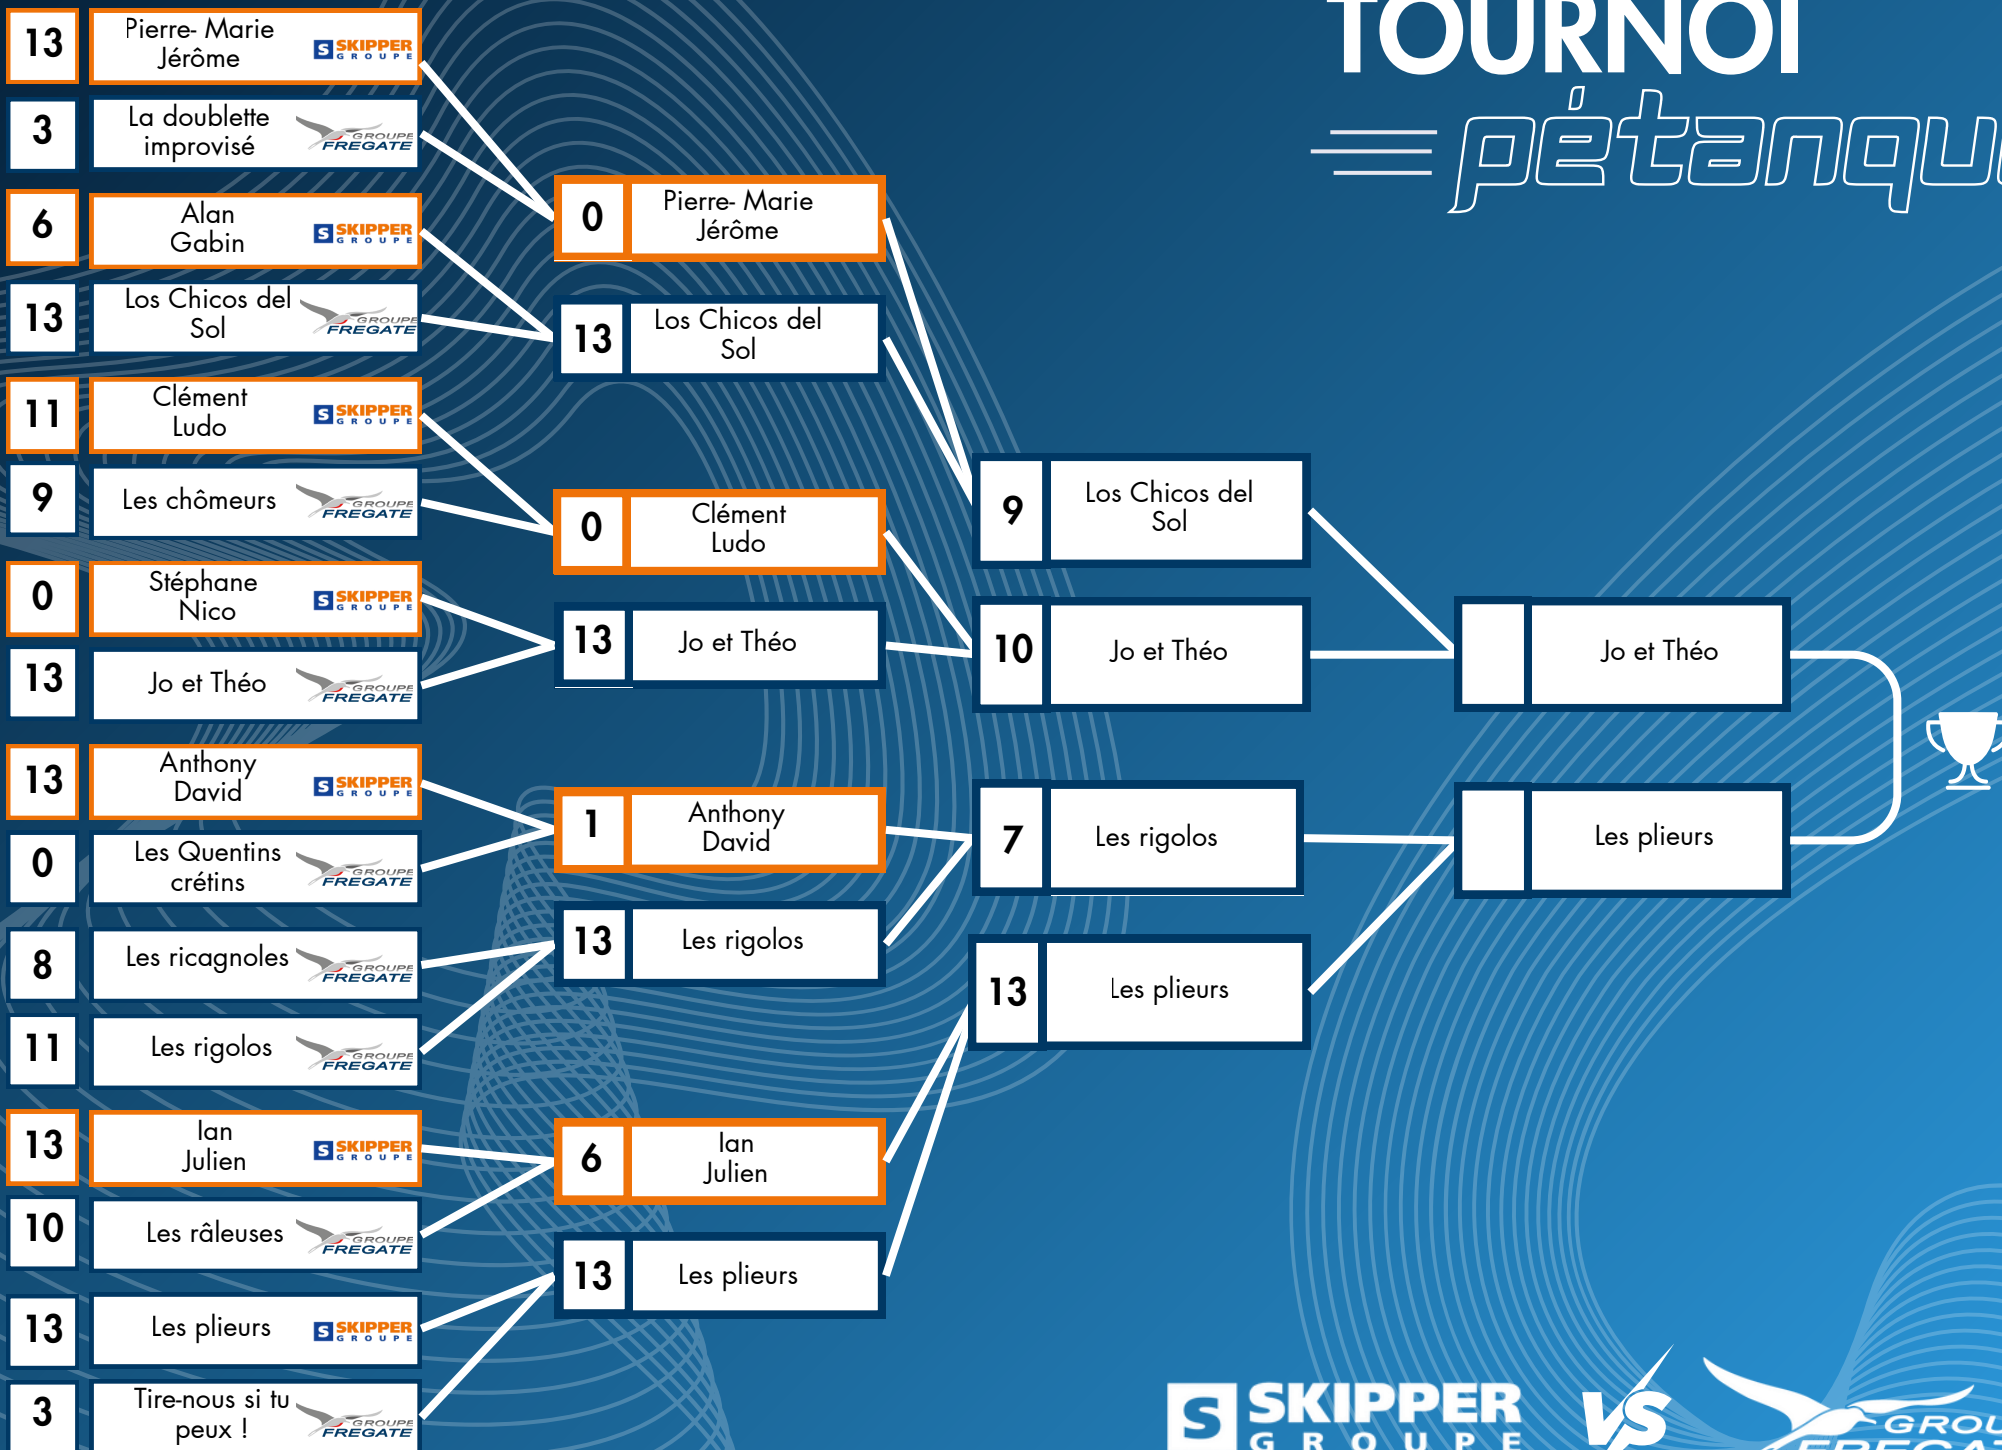 TOURNOI
pétanqu
13
Pierre- Marie
Jérôme
S SKIPPER
GROUPE
3
La doublette
improvisé
GROUPE
FREGATE
6
Alan
Gabin
S SKIPPER
GROUPE
13
Los Chicos del
Sol
GROUPE
FREGATE
11
Clément
Ludo
S SKIPPER
GROUPE
9
Les chômeurs
GROUPE
FREGATE
0
Stéphane
Nico
S SKIPPER
GROUPE
13
Jo et Théo
GROUPE
FREGATE
13
Anthony
David
S SKIPPER
GROUPE
0
Les Quentins
crétins
GROUPE
FREGATE
8
Les ricagnoles
GROUPE
FREGATE
11
Les rigolos
GROUPE
FREGATE
13
Ian
Julien
S SKIPPER
GROUPE
10
Les râleuses
GROUPE
FREGATE
13
Les plieurs
S SKIPPER
GROUPE
3
Tire-nous si tu
peux !
GROUPE
FREGATE
0
Pierre- Marie
Jérôme
13
Los Chicos del
Sol
0
Clément
Ludo
13
Jo et Théo
1
Anthony
David
13
Les rigolos
6
Ian
Julien
13
Les plieurs
9
Los Chicos del
Sol
10
Jo et Théo
7
Les rigolos
13
Les plieurs
Jo et Théo
Les plieurs
S SKIPPER
GROUPE
VS
GROU
FREGAT